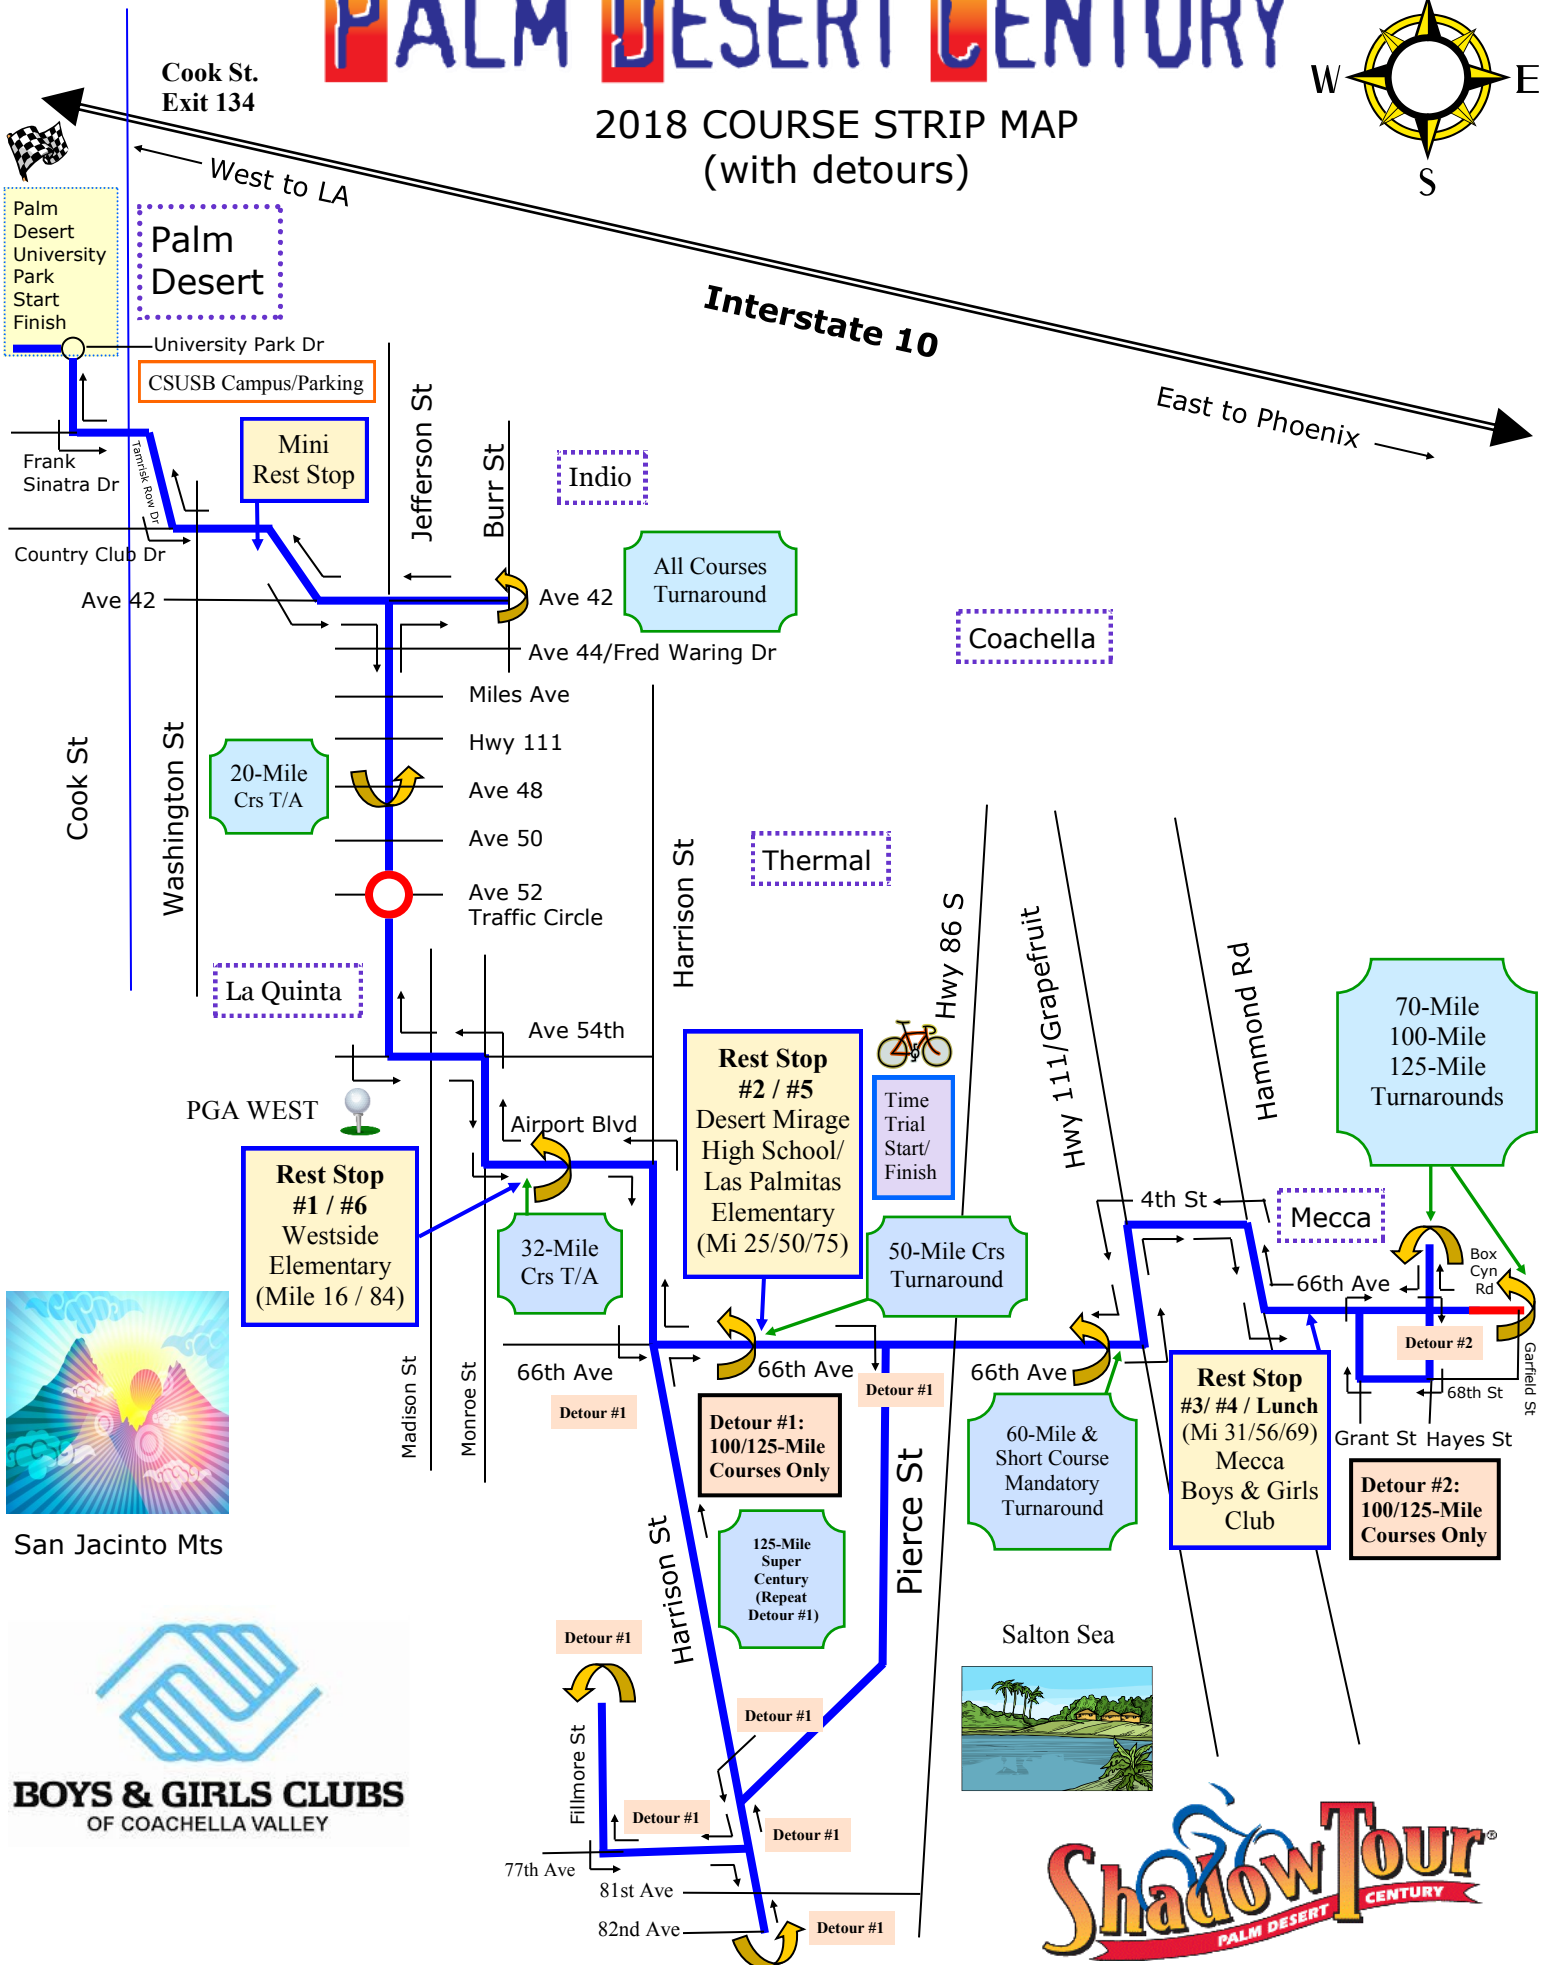 PALM DESERT CENTURY
2018 COURSE STRIP MAP
(with detours)
W
E
S
Cook St.
Exit 134
West to LA
Interstate 10
East to Phoenix
Palm
Desert
University
Park
Start
Finish
Palm
Desert
University Park Dr
CSUSB Campus/Parking
Frank
Sinatra Dr
Tamrisk Row Dr
Mini
Rest Stop
Jefferson St
Burr St
Indio
Country Club Dr
Ave 42
Ave 42
All Courses
Turnaround
Coachella
Ave 44/Fred Waring Dr
Miles Ave
Hwy 111
20-Mile
Crs T/A
Ave 48
Ave 50
Ave 52
Traffic Circle
Cook St
Washington St
Harrison St
Thermal
Hwy 86 S
Hwy 111/Grapefruit
Hammond Rd
La Quinta
Ave 54th
PGA WEST
Airport Blvd
Rest Stop
#1 / #6
Westside
Elementary
(Mile 16 / 84)
32-Mile
Crs T/A
Rest Stop
#2 / #5
Desert Mirage
High School/
Las Palmitas
Elementary
(Mi 25/50/75)
Time
Trial
Start/
Finish
50-Mile Crs
Turnaround
70-Mile
100-Mile
125-Mile
Turnarounds
4th St
Mecca
66th Ave
Box
Cyn
Rd
Detour #2
Garfield St
68th St
Grant St
Hayes St
66th Ave
66th Ave
66th Ave
Detour #1
Detour #1
Madison St
Monroe St
Detour #1:
100/125-Mile
Courses Only
60-Mile &
Short Course
Mandatory
Turnaround
Rest Stop
#3/ #4 / Lunch
(Mi 31/56/69)
Mecca
Boys & Girls
Club
Detour #2:
100/125-Mile
Courses Only
San Jacinto Mts
Harrison St
125-Mile
Super
Century
(Repeat
Detour #1)
Pierce St
Detour #1
Salton Sea
Detour #1
Fillmore St
Detour #1
Detour #1
77th Ave
81st Ave
82nd Ave
Detour #1
BOYS & GIRLS CLUBS
OF COACHELLA VALLEY
Shadow Tour®
PALM DESERT CENTURY